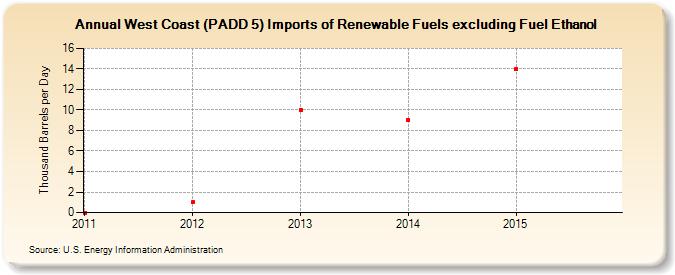 Annual West Coast (PADD 5) Imports of Renewable Fuels excluding Fuel Ethanol
Thousand Barrels per Day
16
14
12
10
8
6
4
2
0
2011 2012 2013 2014 2015
Source: U.S. Energy Information Administration